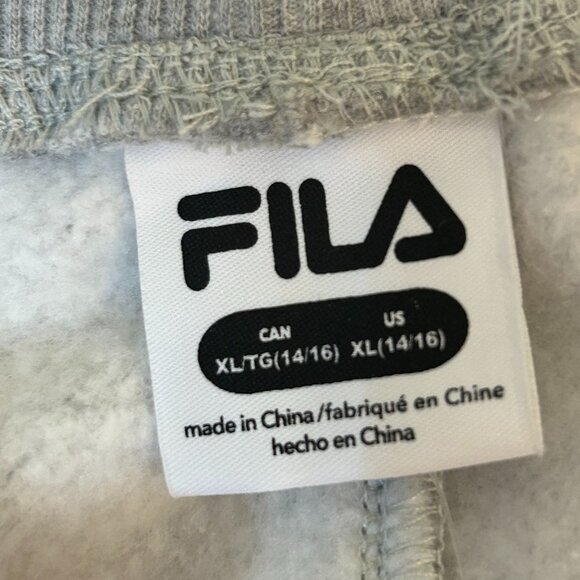 FILA
CAN US
XL/TG(14/16) XL(14/16)
made in China/fabriqué en Chine
hecho en China